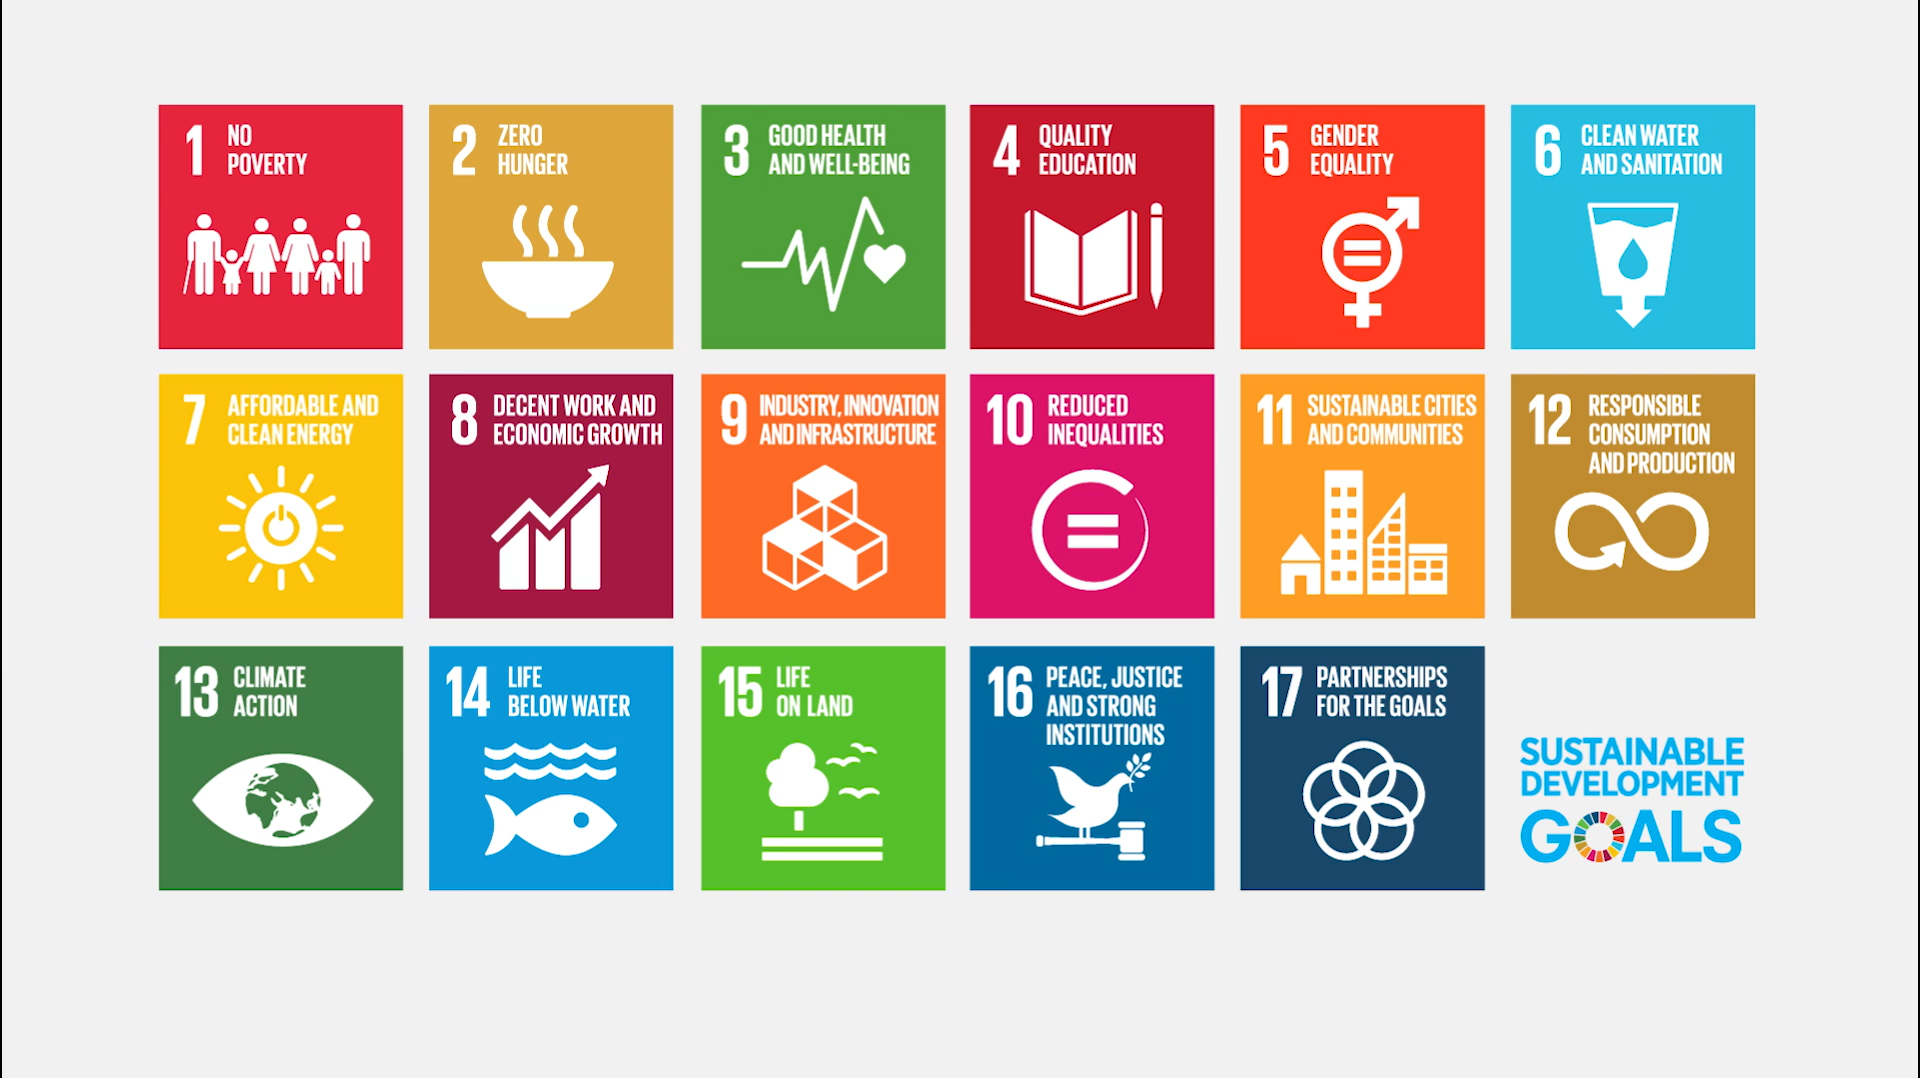 1 NO
POVERTY
2 ZERO
HUNGER
3 GOOD HEALTH
AND WELL-BEING
4 QUALITY
EDUCATION
5 GENDER
EQUALITY
6 CLEAN WATER
AND SANITATION
7 AFFORDABLE AND
CLEAN ENERGY
8 DECENT WORK AND
ECONOMIC GROWTH
9 INDUSTRY, INNOVATION
AND INFRASTRUCTURE
10 REDUCED
INEQUALITIES
11 SUSTAINABLE CITIES
AND COMMUNITIES
12 RESPONSIBLE
CONSUMPTION
AND PRODUCTION
13 CLIMATE
ACTION
14 LIFE
BELOW WATER
15 LIFE
ON LAND
16 PEACE, JUSTICE
AND STRONG
INSTITUTIONS
17 PARTNERSHIPS
FOR THE GOALS
SUSTAINABLE
DEVELOPMENT
GOALS